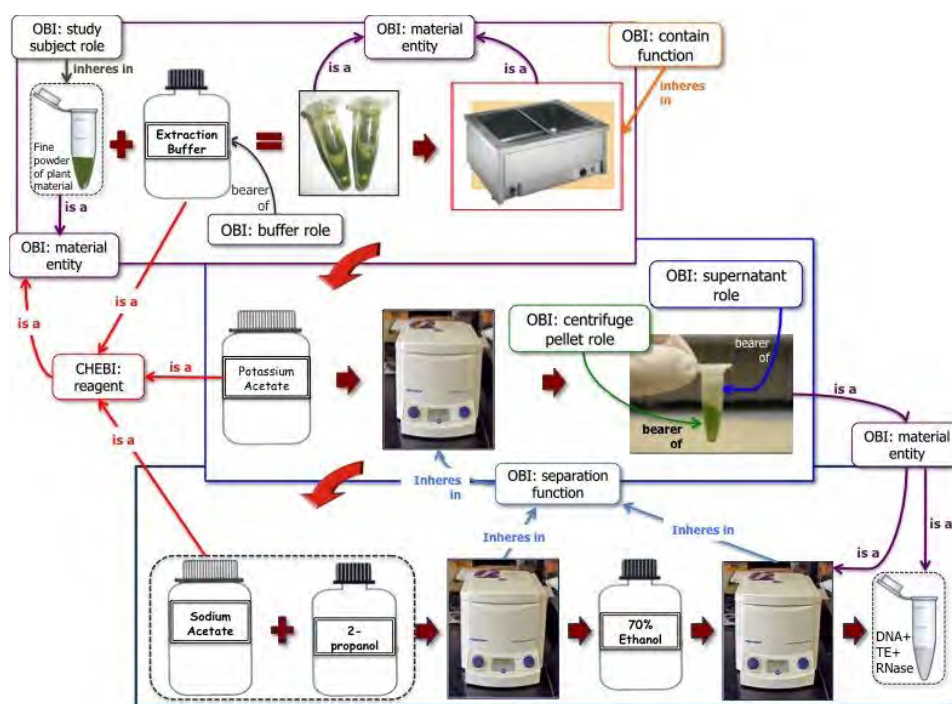 OBI: study
subject role
OBI: material
entity
OBI: contain
function
inheres in
is a
is a
inheres
in
Fine
powder
of plant
material
Extraction
Buffer
bearer
of
is a
OBI: buffer role
OBI: material
entity
OBI: supernatant
role
OBI: centrifuge
pellet role
is a
is a
bearer
of
CHEBI:
reagent
is a
Potassium
Acetate
is a
bearer
of
OBI: material
entity
is a
Inheres
in
OBI: separation
function
Inheres in
Inheres in
is a
is a
Sodium
Acetate
2-
propanol
70%
Ethanol
DNA+
TE+
RNase